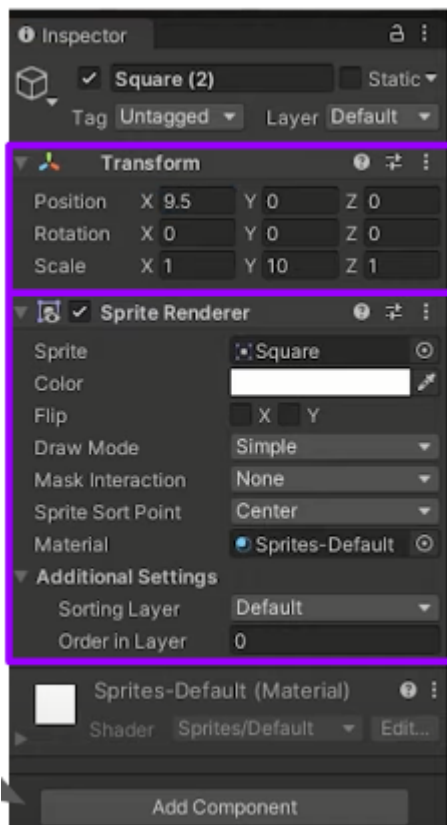 Inspector
Square (2) Static
Tag Untagged Layer Default
Transform
Position X 9.5 Y 0 Z 0
Rotation X 0 Y 0 Z 0
Scale X 1 Y 10 Z 1
Sprite Renderer
Sprite Square
Color
Flip X Y
Draw Mode Simple
Mask Interaction None
Sprite Sort Point Center
Material Sprites-Default
Additional Settings
Sorting Layer Default
Order in Layer 0
Sprites-Default (Material)
Shader Sprites/Default Edit...
Add Component